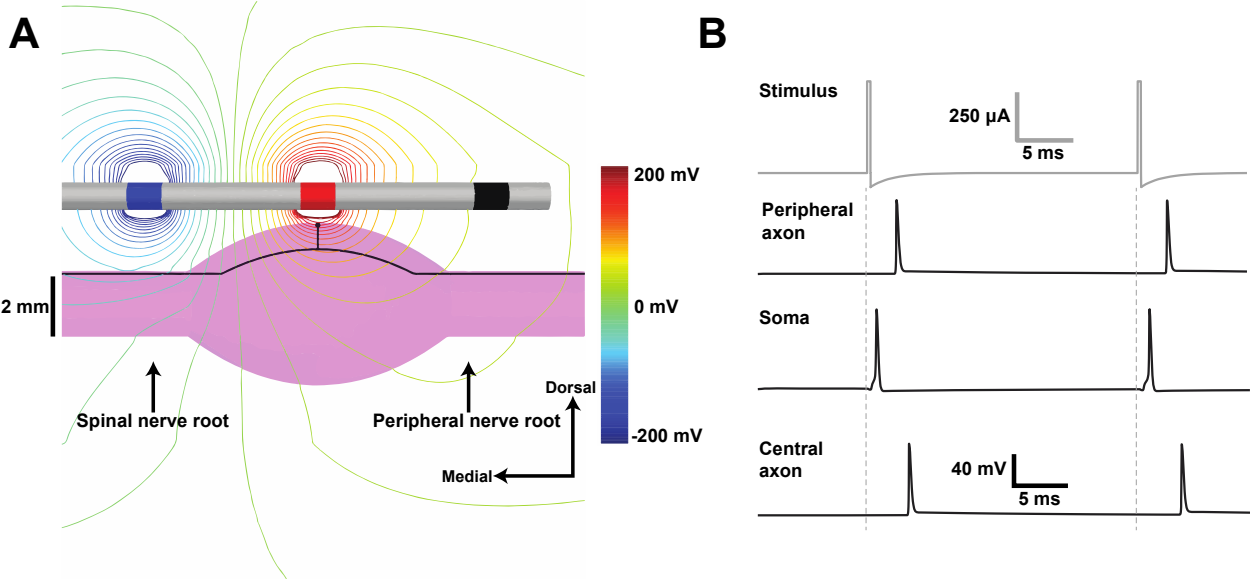 A
2 mm
Spinal nerve root
Peripheral nerve root
Dorsal
Medial
200 mV
0 mV
-200 mV
B
Stimulus
250 µA
5 ms
Peripheral
axon
Soma
Central
axon
40 mV
5 ms